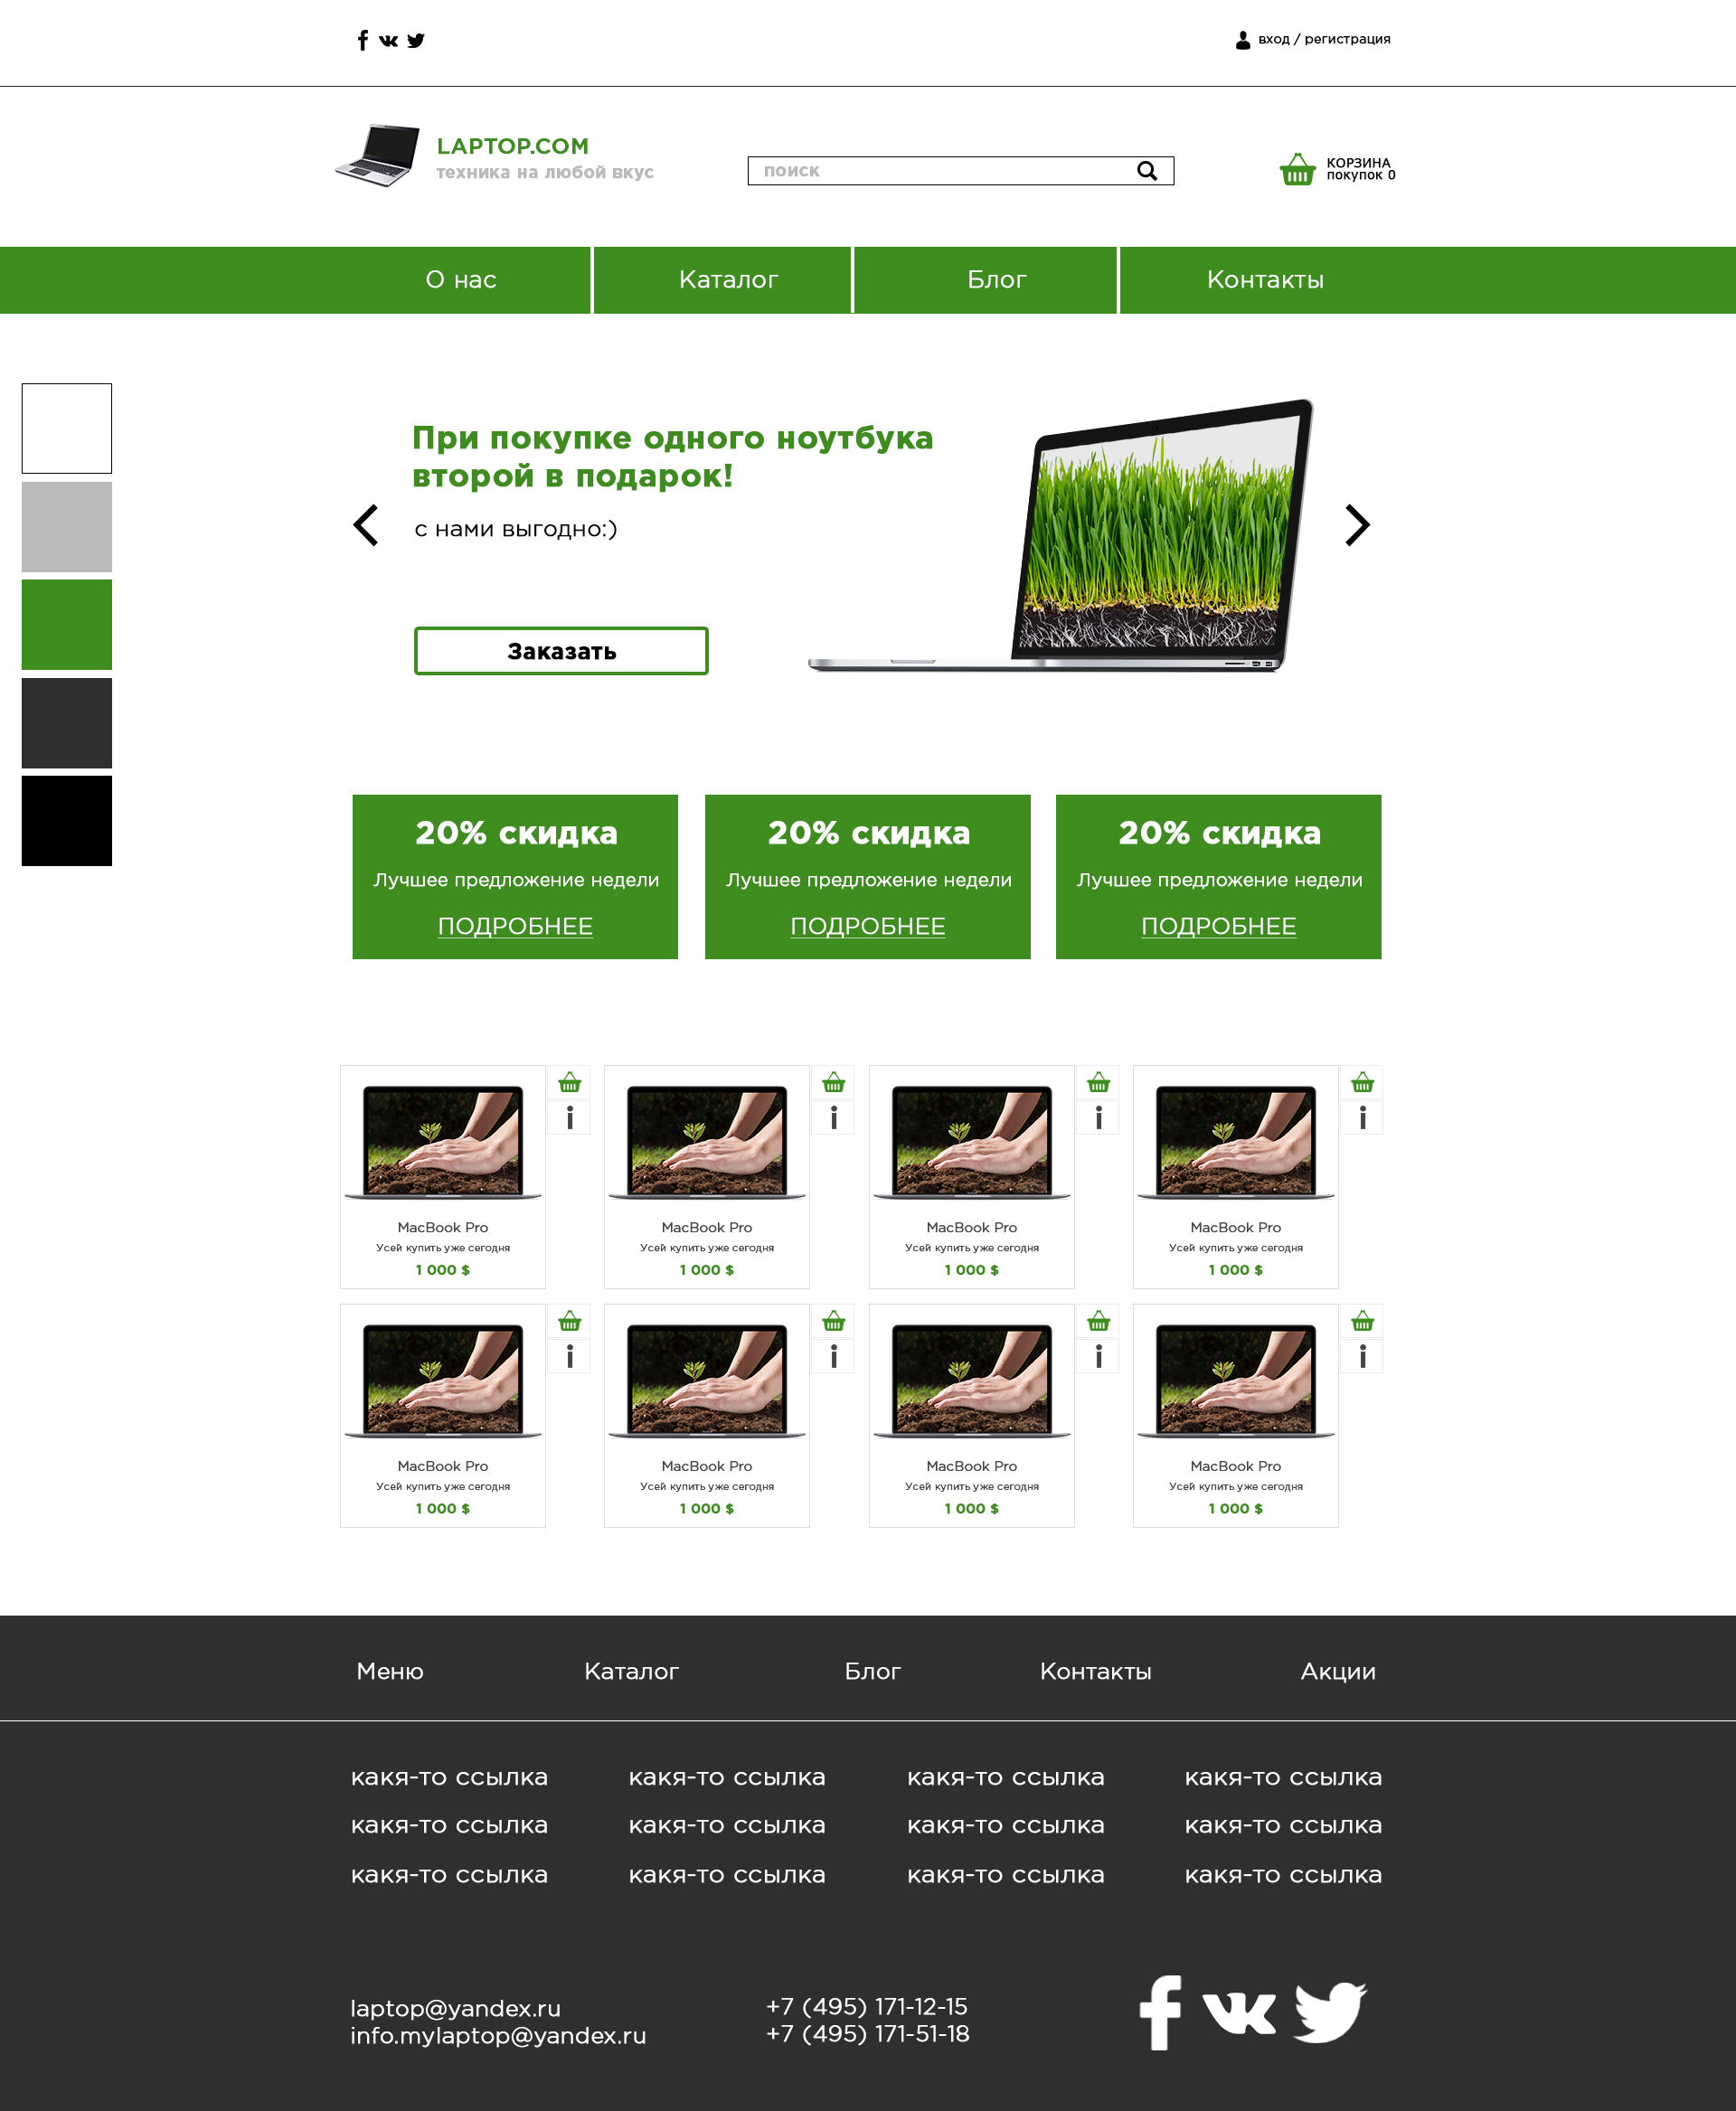 вход / регистрация
LAPTOP.COM
техника на любой вкус
поиск
КОРЗИНА
покупок 0
О нас
Каталог
Блог
Контакты
При покупке одного ноутбука
второй в подарок!
с нами выгодно:)
Заказать
20% скидка
Лучшее предложение недели
ПОДРОБНЕЕ
20% скидка
Лучшее предложение недели
ПОДРОБНЕЕ
20% скидка
Лучшее предложение недели
ПОДРОБНЕЕ
MacBook Pro
Усей купить уже сегодня
1 000 $
MacBook Pro
Усей купить уже сегодня
1 000 $
MacBook Pro
Усей купить уже сегодня
1 000 $
MacBook Pro
Усей купить уже сегодня
1 000 $
MacBook Pro
Усей купить уже сегодня
1 000 $
MacBook Pro
Усей купить уже сегодня
1 000 $
MacBook Pro
Усей купить уже сегодня
1 000 $
MacBook Pro
Усей купить уже сегодня
1 000 $
Меню
Каталог
Блог
Контакты
Акции
какя-то ссылка
какя-то ссылка
какя-то ссылка
какя-то ссылка
какя-то ссылка
какя-то ссылка
какя-то ссылка
какя-то ссылка
какя-то ссылка
какя-то ссылка
какя-то ссылка
какя-то ссылка
laptop@yandex.ru
info.mylaptop@yandex.ru
+7 (495) 171-12-15
+7 (495) 171-51-18